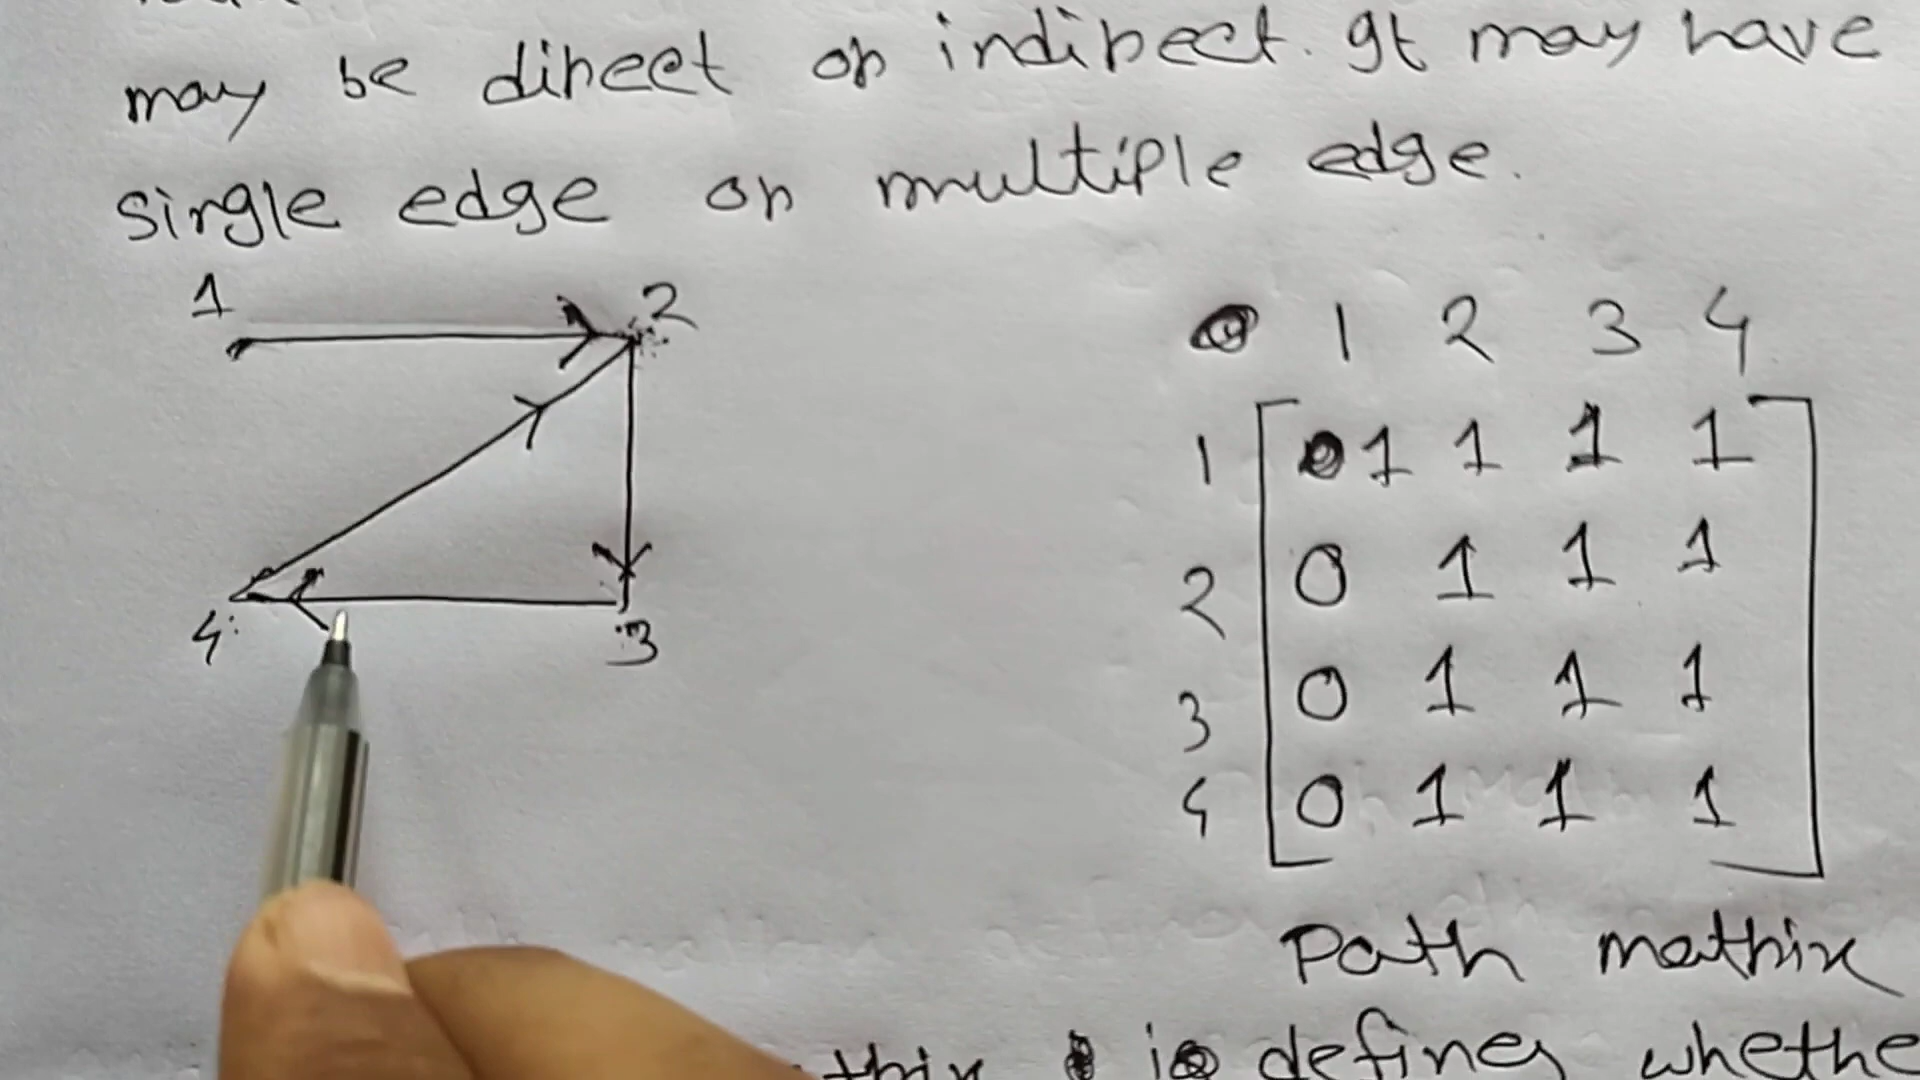 may be direct or indirect. It may have
single edge or multiple edge.
1 2
4 3
1 2 3 4
1 1 1 1 1
2 0 1 1 1
3 0 1 1 1
4 0 1 1 1
Path matrix
defines